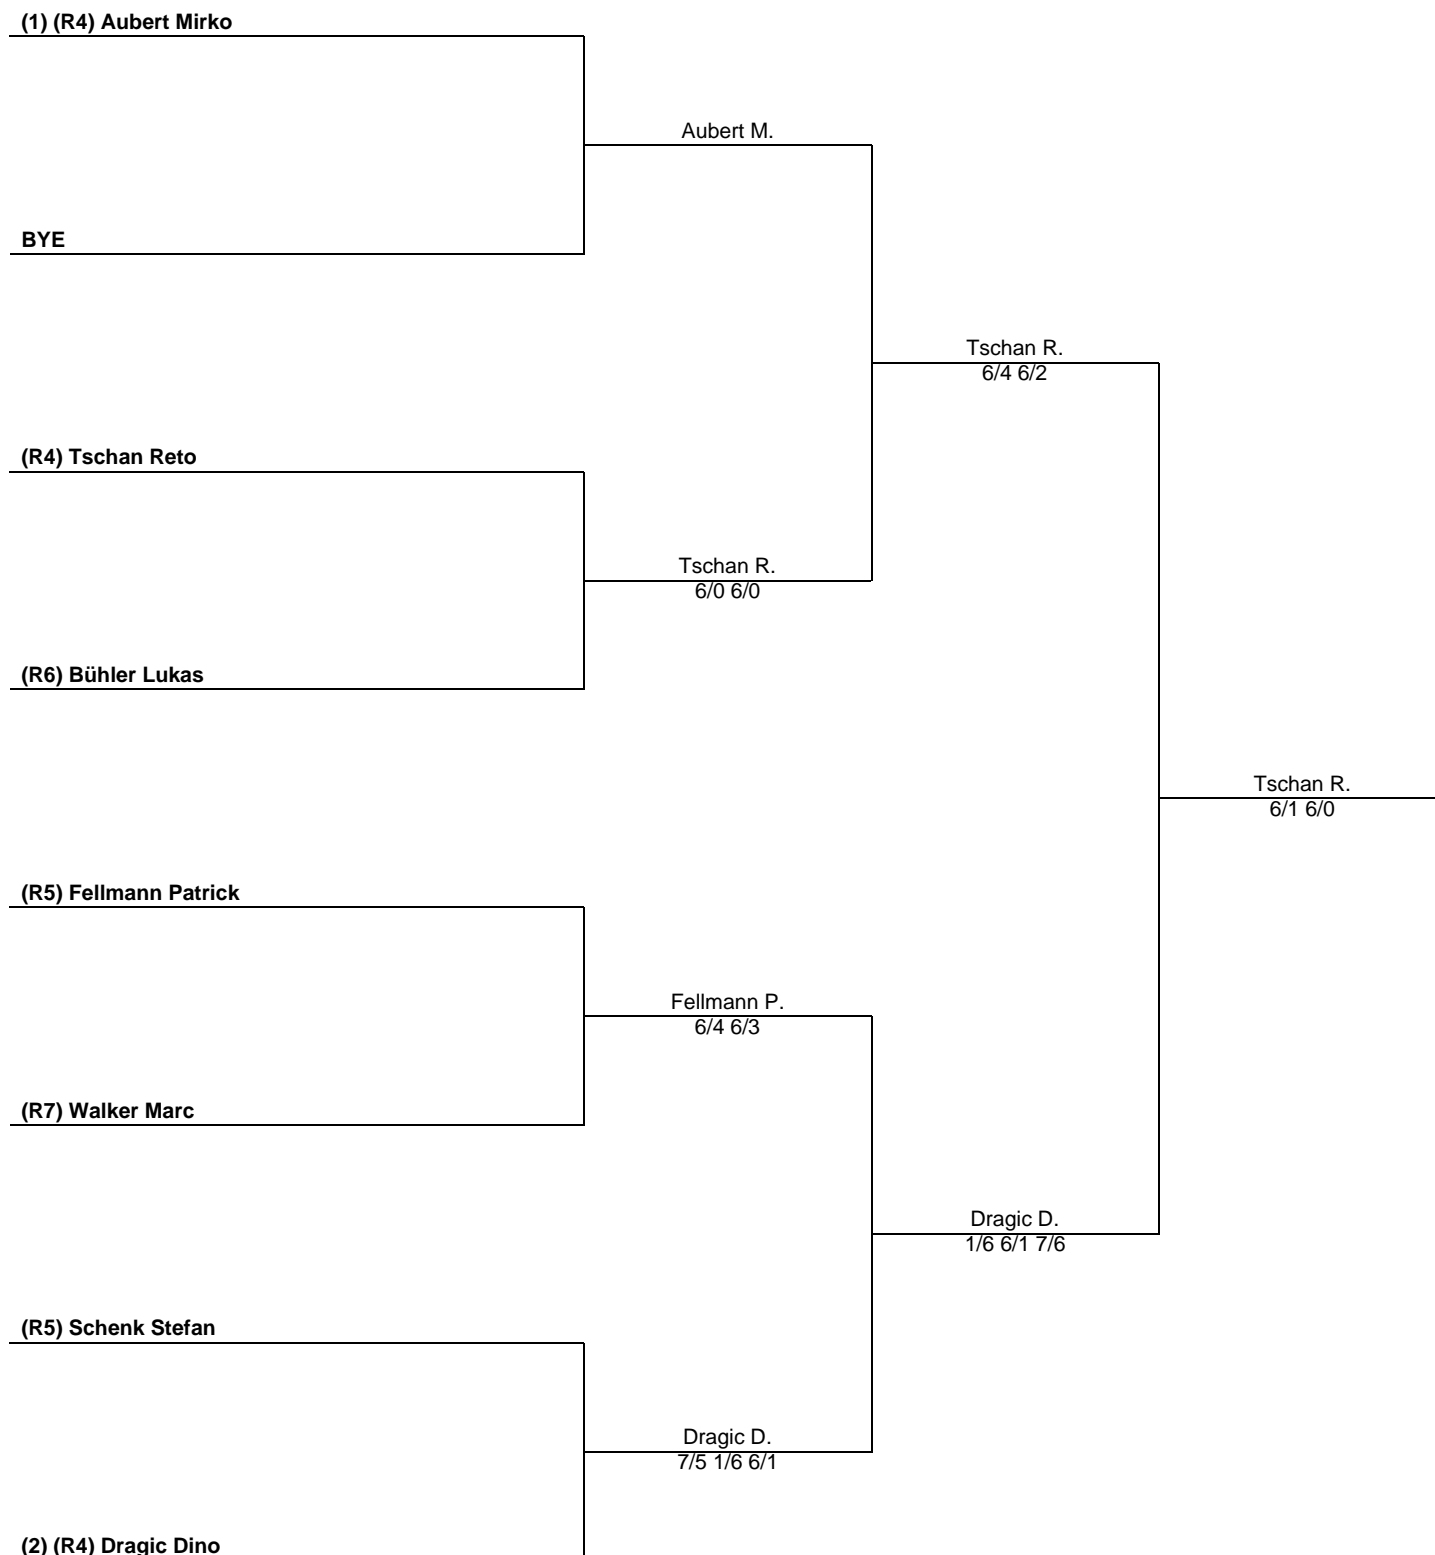 (1) (R4) Aubert Mirko
Aubert M.
BYE
Tschan R.
6/4 6/2
(R4) Tschan Reto
Tschan R.
6/0 6/0
(R6) Bühler Lukas
Tschan R.
6/1 6/0
(R5) Fellmann Patrick
Fellmann P.
6/4 6/3
(R7) Walker Marc
Dragic D.
1/6 6/1 7/6
(R5) Schenk Stefan
Dragic D.
7/5 1/6 6/1
(2) (R4) Dragic Dino